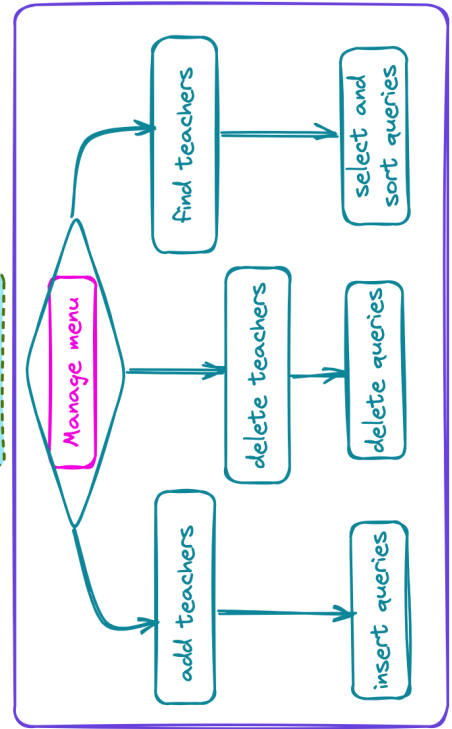 Manage menu
add teachers
delete teachers
find teachers
insert queries
delete queries
select and
sort queries